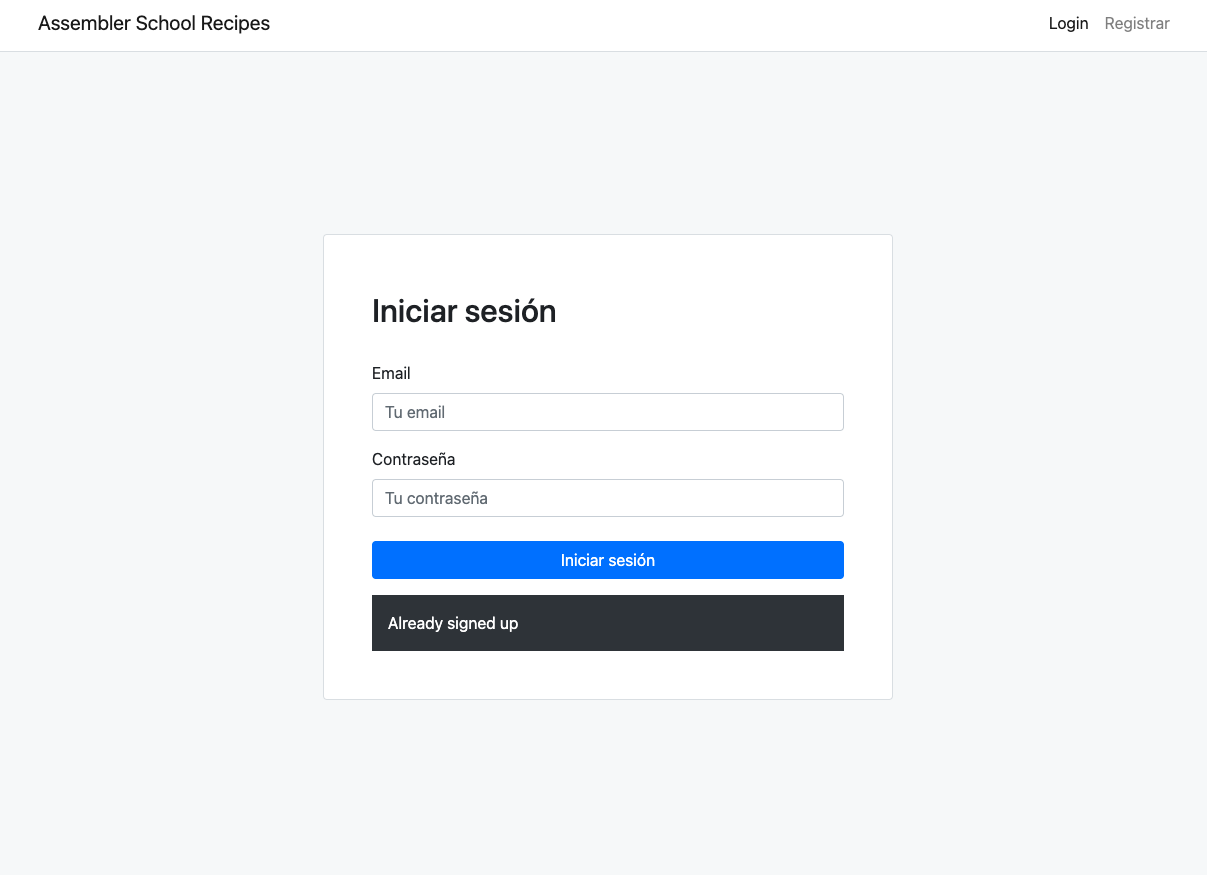 Assembler School Recipes
Login Registrar
Iniciar sesión
Email
Tu email
Contraseña
Tu contraseña
Iniciar sesión
Already signed up